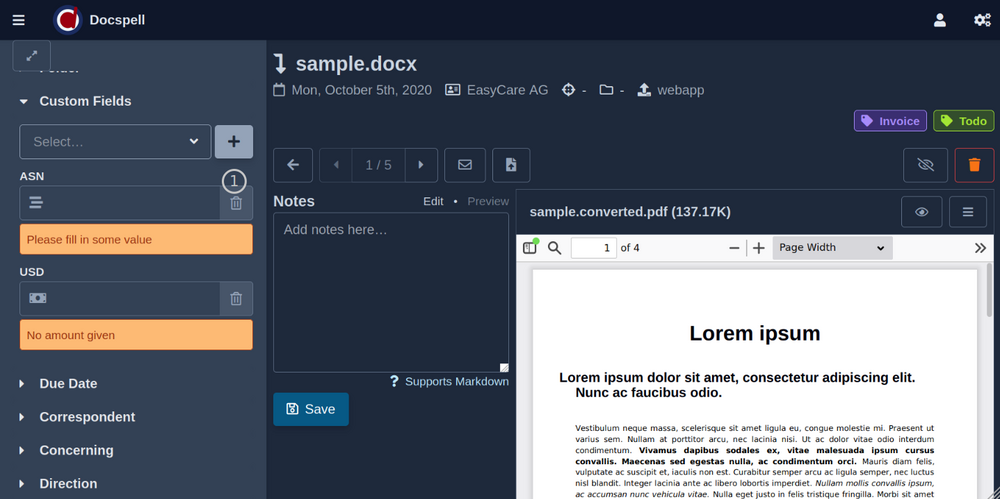 Docspell
Folder
Custom Fields
Select...
1
ASN
Please fill in some value
USD
No amount given
Due Date
Correspondent
Concerning
Direction
sample.docx
Mon, October 5th, 2020 EasyCare AG - - webapp
Invoice Todo
1 / 5
Notes Edit • Preview
Add notes here…
? Supports Markdown
Save
sample.converted.pdf (137.17K)
1 of 4 Page Width
Lorem ipsum
Lorem ipsum dolor sit amet, consectetur adipiscing elit.
Nunc ac faucibus odio.
Vestibulum neque massa, scelerisque sit amet ligula eu, congue molestie mi. Praesent ut
varius sem. Nullam at porttitor arcu, nec lacinia nisi. Ut ac dolor vitae odio interdum
condimentum. Vivamus dapibus sodales ex, vitae malesuada ipsum cursus
convallis. Maecenas sed egestas nulla, ac condimentum orci. Mauris diam felis,
vulputate ac suscipit et, iaculis non est. Curabitur semper arcu ac ligula semper, nec luctus
nisl blandit. Integer lacinia ante ac libero lobortis imperdiet. Nullam mollis convallis ipsum,
ac accumsan nunc vehicula vitae. Nulla eget justo in felis tristique fringilla. Morbi sit amet